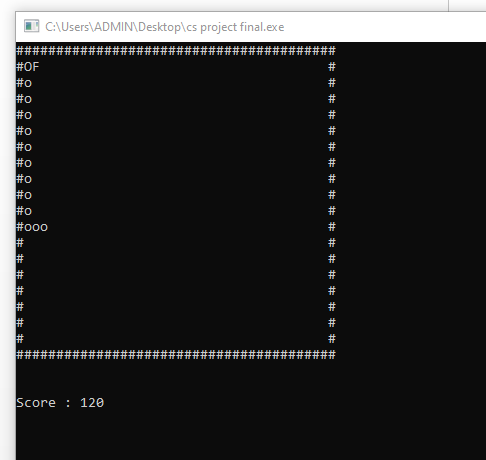 C:\Users\ADMIN\Desktop\cs project final.exe
########################################
#OF                                    #
#o                                     #
#o                                     #
#o                                     #
#o                                     #
#o                                     #
#o                                     #
#o                                     #
#o                                     #
#o                                     #
#ooo                                   #
#                                      #
#                                      #
#                                      #
#                                      #
#                                      #
#                                      #
#                                      #
########################################
Score : 120